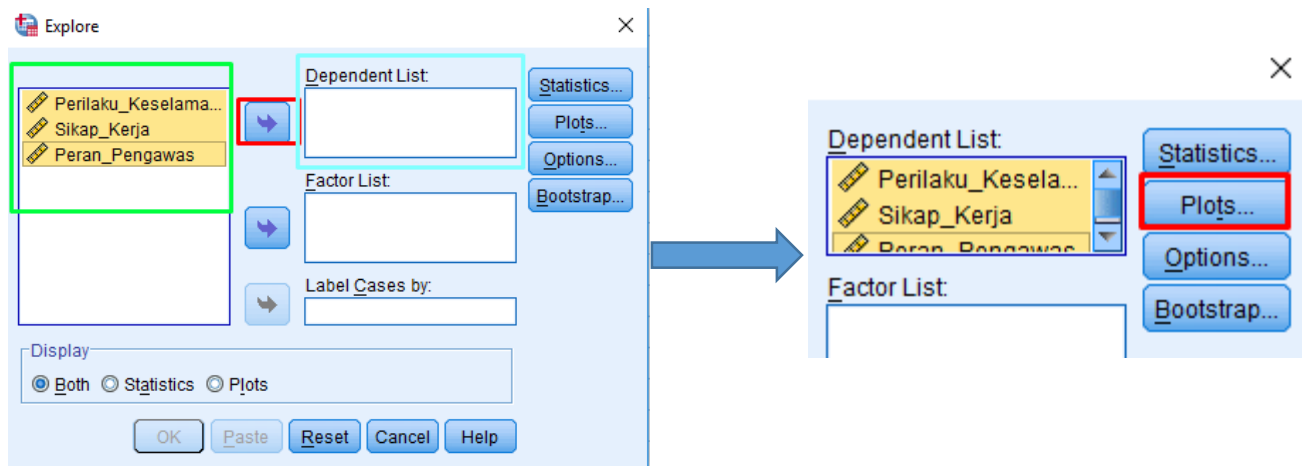 Explore
Dependent List:
Perilaku_Keselama...
Sikap_Kerja
Peran_Pengawas
Statistics...
Plots...
Options...
Bootstrap...
Factor List:
Label Cases by:
Display
Both Statistics Plots
OK Paste Reset Cancel Help
Dependent List:
Perilaku_Kesela...
Sikap_Kerja
Peran_Pengawas
Statistics...
Plots...
Options...
Bootstrap...
Factor List: